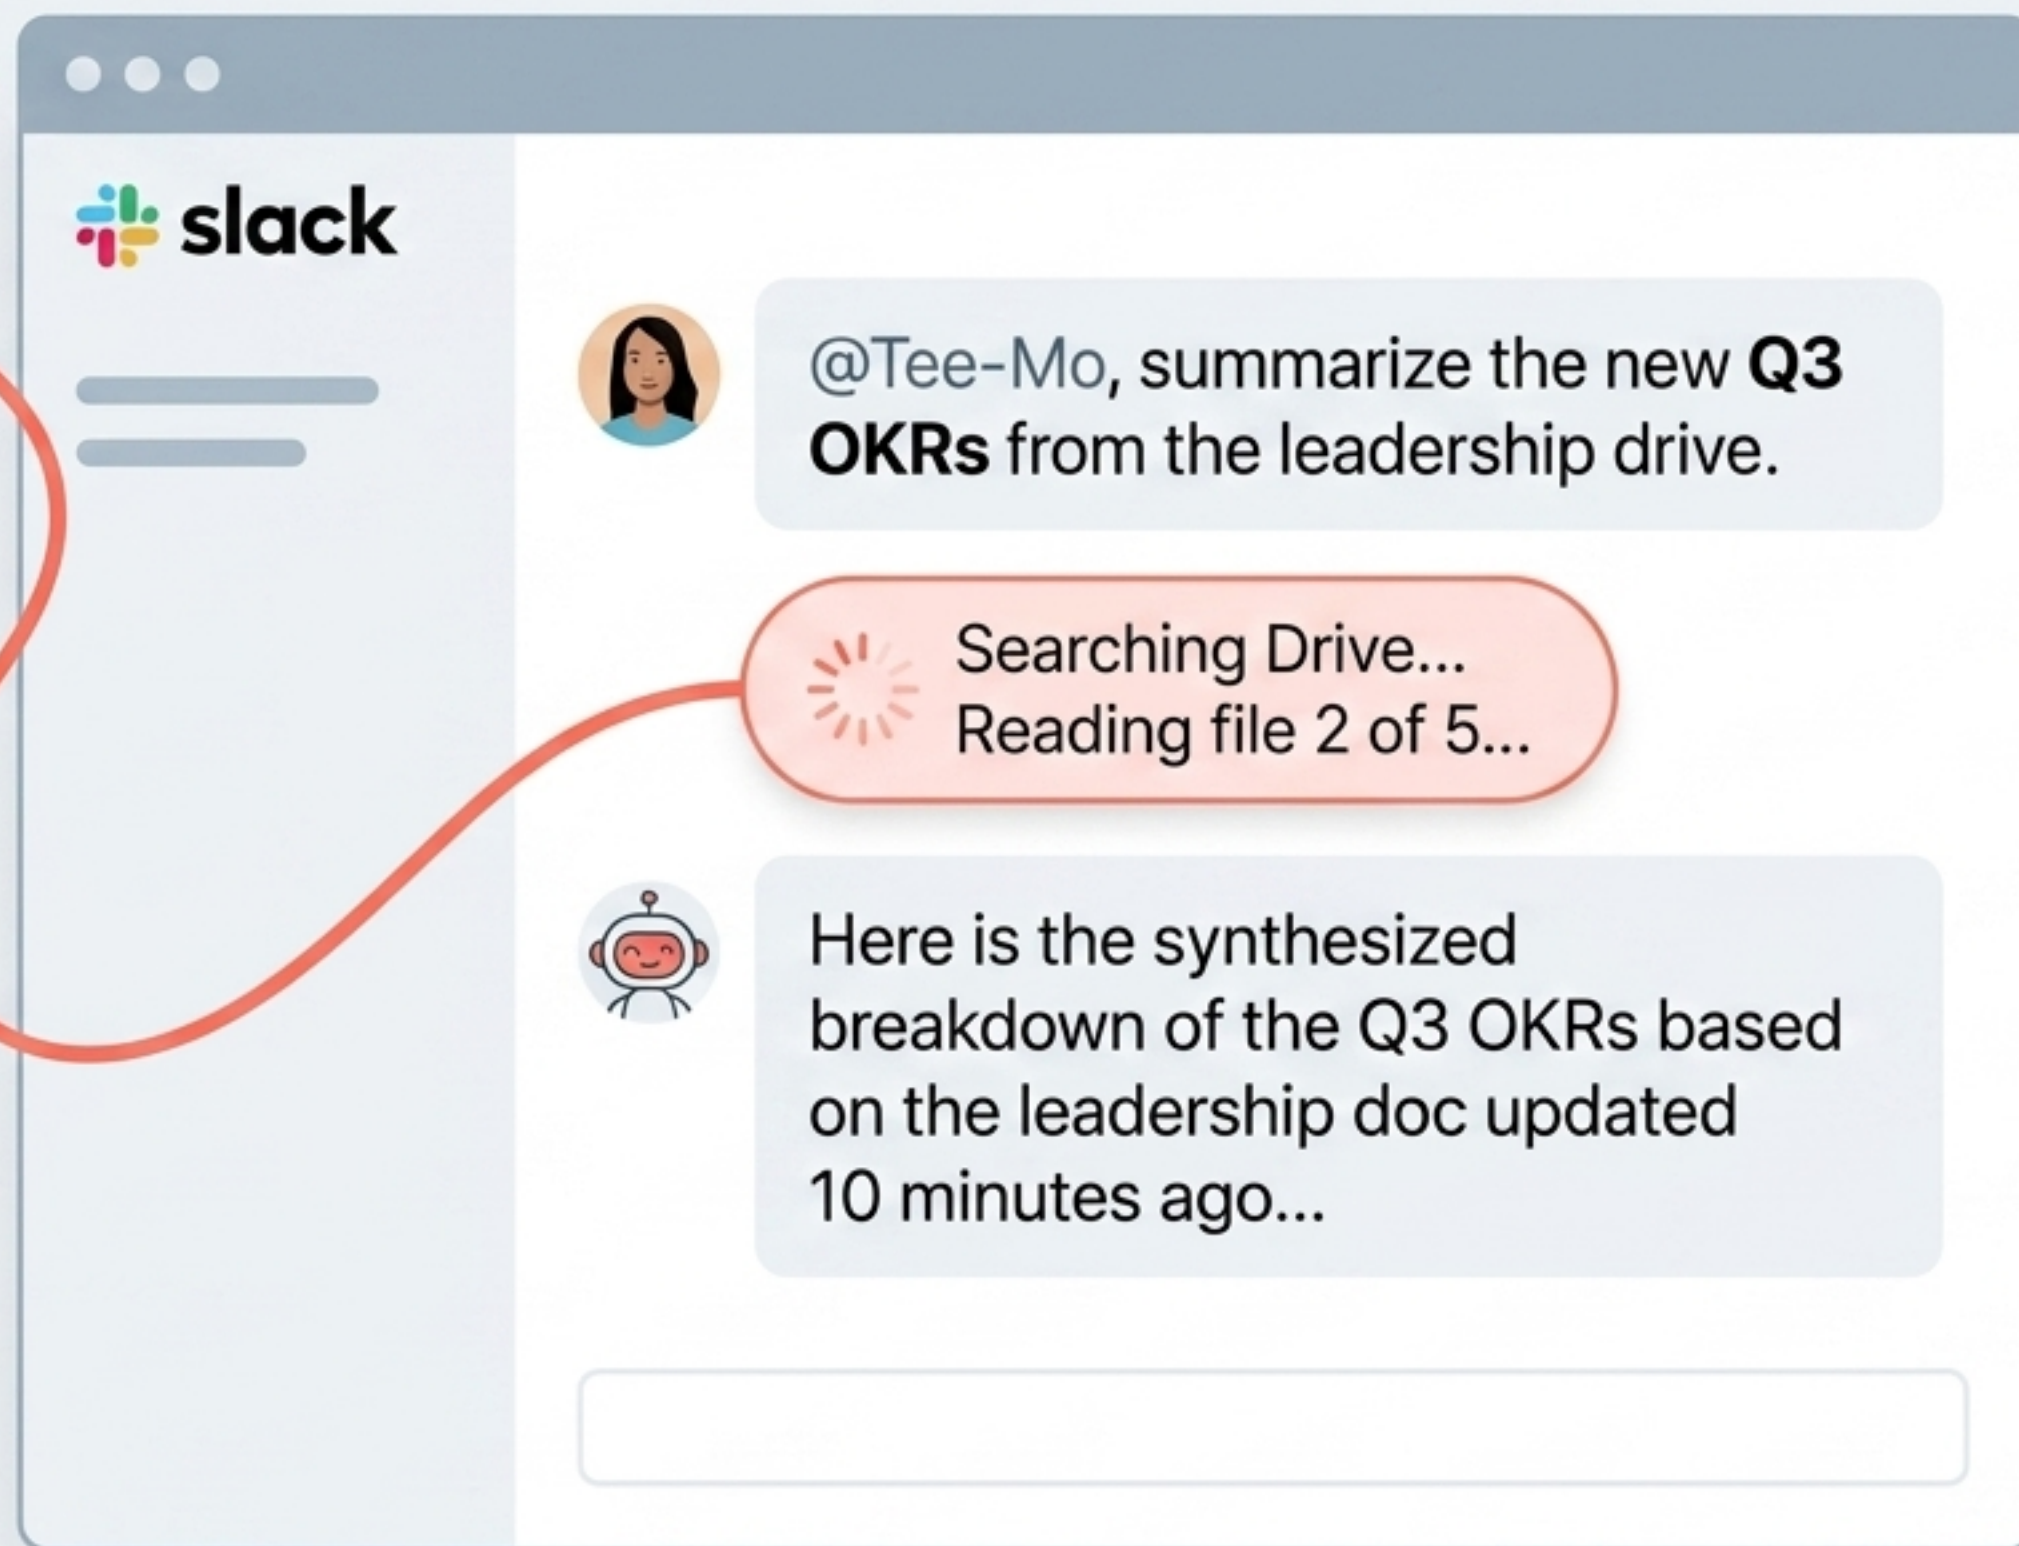 slack
@Tee-Mo, summarize the new Q3
OKRs from the leadership drive.
Searching Drive...
Reading file 2 of 5...
Here is the synthesized
breakdown of the Q3 OKRs based
on the leadership doc updated
10 minutes ago...